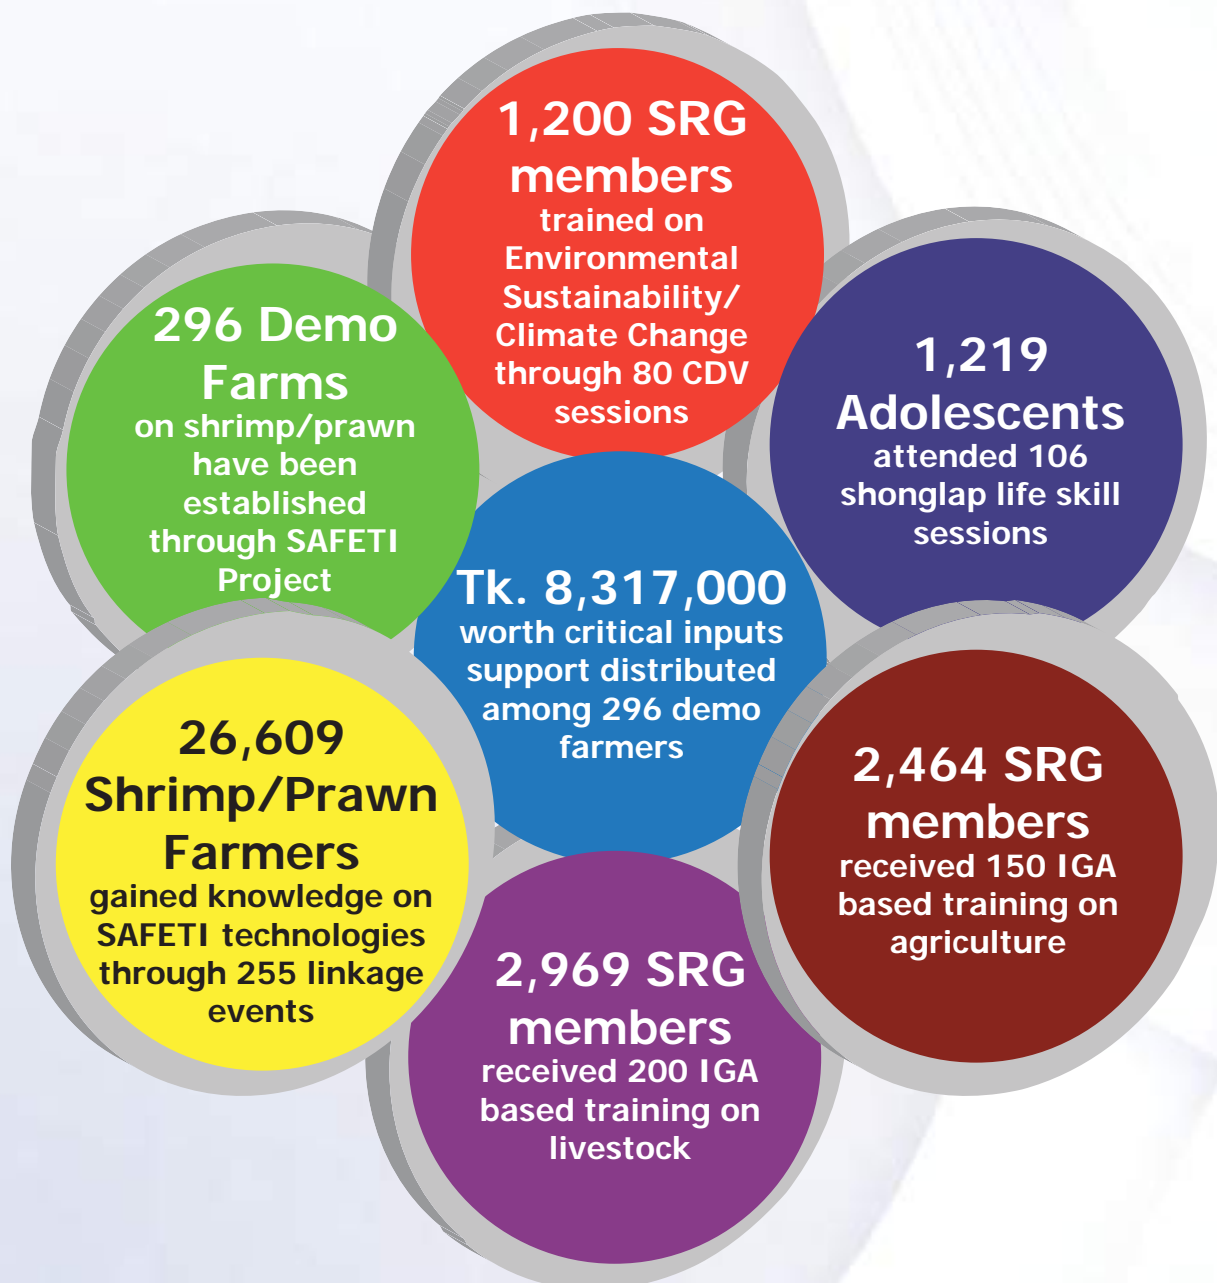 1,200 SRG
members
trained on
Environmental
Sustainability/
Climate Change
through 80 CDV
sessions
296 Demo
Farms
on shrimp/prawn
have been
established
through SAFETI
Project
1,219
Adolescents
attended 106
shonglap life skill
sessions
Tk. 8,317,000
worth critical inputs
support distributed
among 296 demo
farmers
26,609
Shrimp/Prawn
Farmers
gained knowledge on
SAFETI technologies
through 255 linkage
events
2,464 SRG
members
received 150 IGA
based training on
agriculture
2,969 SRG
members
received 200 IGA
based training on
livestock